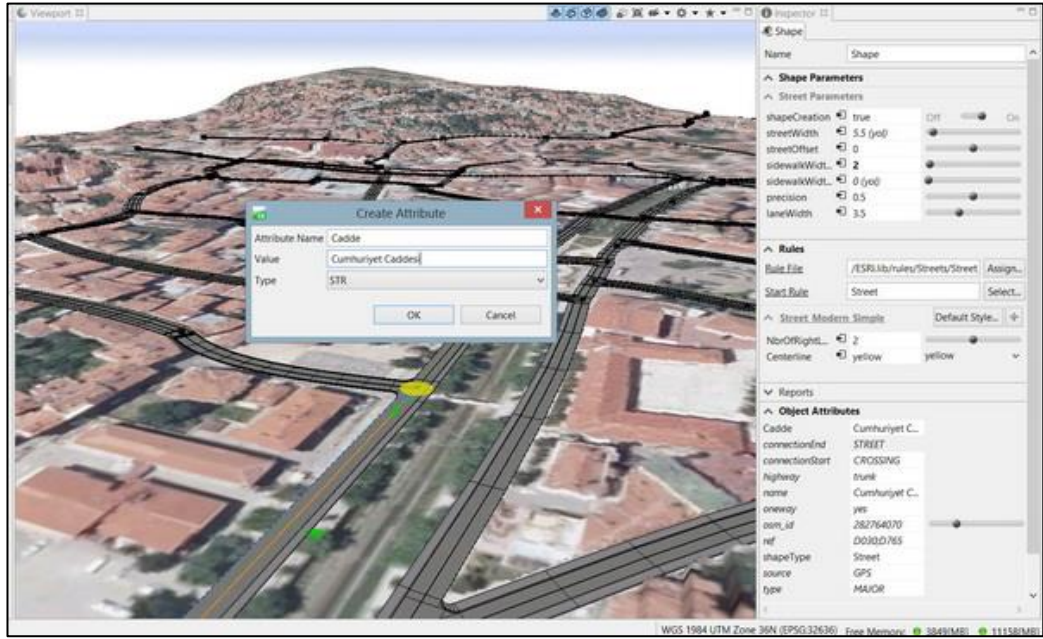 Viewport
Inspector
Shape
Name Shape
Shape Parameters
Street Parameters
shapeCreation true Off On
streetWidth 5.5 (yol)
streetOffset 0
sidewalkWidt... 2
sidewalkWidt... 0 (yol)
precision 0.5
laneWidth 3.5
Create Attribute
Attribute Name Cadde
Value Cumhuriyet Caddesi
Type STR
OK Cancel
Rules
Rule File /ESRI.lib/rules/Streets/Street Assign...
Start Rule Street Select...
Street Modern Simple Default Style...
NbrOfRightL... 2
Centerline yellow yellow
Reports
Object Attributes
Cadde Cumhuriyet C...
connectionEnd STREET
connectionStart CROSSING
highway trunk
name Cumhuriyet C...
oneway yes
osm_id 282764070
ref D030;D765
shapeType Street
source GPS
type MAJOR
WGS 1984 UTM Zone 36N (EPSG:32636) Free Memory: 3849[MB] 11158[MB]